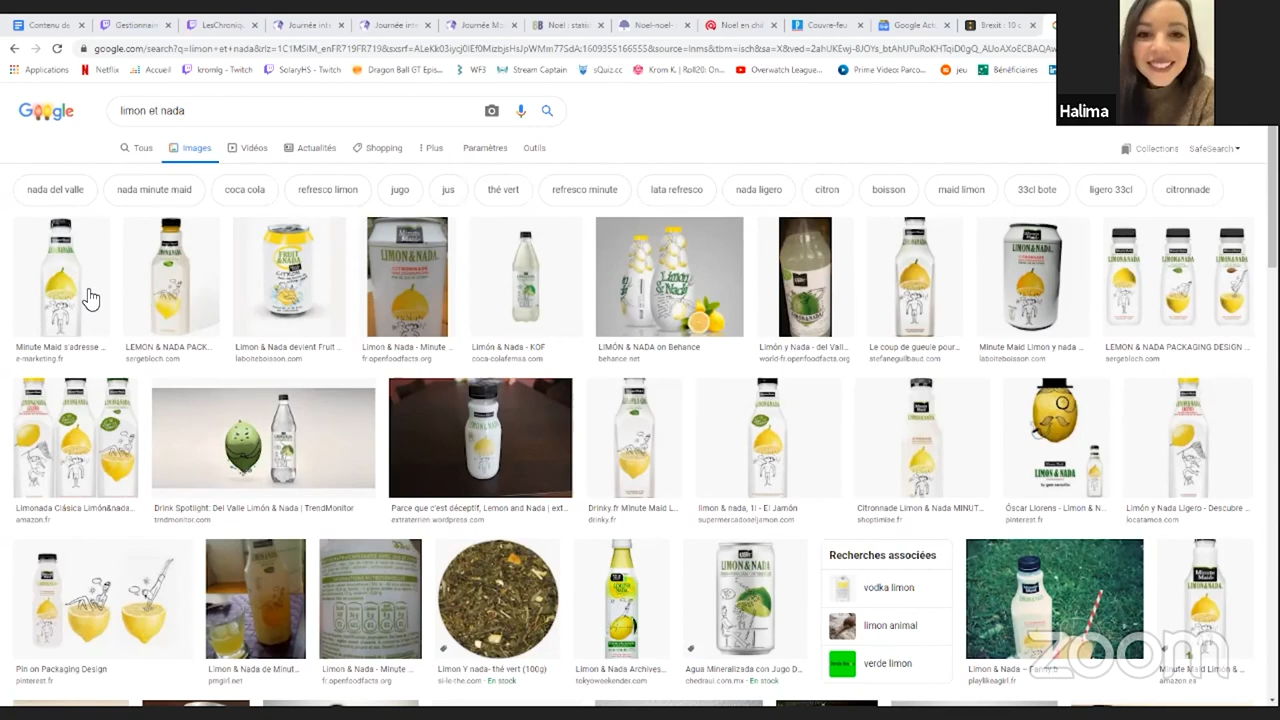 Contenu de
Gestionnair
LesChroniq
Journée int
Journée inte
Journée M
Noël : statis
Noel-noel-
Noël en chi
Couvre-feu
Google Act
Brexit : 10 c
Applications
Netflix
Accueil
kromlg - Twitch
SolaryHS - Twitch
Dragon Ball GT Epis...
WF3
Stream Captain
sQuiz.cc
Krom K. | Roll20: On...
Overwatch League...
Prime Video: Parco...
jeu
Bénéficiaires
Halima
Google
limon et nada
Tous
Images
Vidéos
Actualités
Shopping
Plus
Paramètres
Outils
Collections
SafeSearch
nada del valle
nada minute maid
coca cola
refresco limon
jugo
jus
thé vert
refresco minute
lata refresco
nada ligero
citron
boisson
maid limon
33cl bote
ligero 33cl
citronnade
Minute Maid s'adresse ...
e-marketing.fr
LEMON & NADA PACK...
sergebloch.com
Limon & Nada devient Fruit ...
laboiteboisson.com
Limon & Nada - Minute ...
fr.openfoodfacts.org
Limón & Nada - KOF
coca-colafemsa.com
LIMÓN & NADA on Behance
behance.net
Limón y Nada - del Vall...
world-fr.openfoodfacts.org
Le coup de gueule pour...
stefaneguilbaud.com
Minute Maid Limon y nada ...
laboiteboisson.com
LEMON & NADA PACKAGING DESIGN ...
sergebloch.com
Limonada Clásica Limón&nada...
amazon.fr
Drink Spotlight: Del Valle Limón & Nada | TrendMonitor
trndmonitor.com
Parce que c'est déceptif, Lemon and Nada | ext...
extraterrien.wordpress.com
Drinky.fr Minute Maid L...
drinky.fr
limon & nada, 1l - El Jamón
supermercadoseljamon.com
Citronnade Limon & Nada MINUT...
shoptimise.fr
Óscar Llorens - Limon & N...
pinterest.fr
Limón y Nada Ligero - Descubre ...
locatamos.com
Recherches associées
vodka limon
limon animal
verde limon
Pin on Packaging Design
pinterest.fr
Limon & Nada de Minut...
pmgirl.net
Limon & Nada - Minute ...
fr.openfoodfacts.org
Limon Y nada- thé vert (100g)
si-le-the.com - En stock
Limon & Nada Archives...
tokyoweekender.com
Agua Mineralizada con Jugo D...
chedraui.com.mx - En stock
Limon & Nada – Fandy.fr
playlikeagirl.fr
Minute Maid Limón & ...
amazon.es
zoom